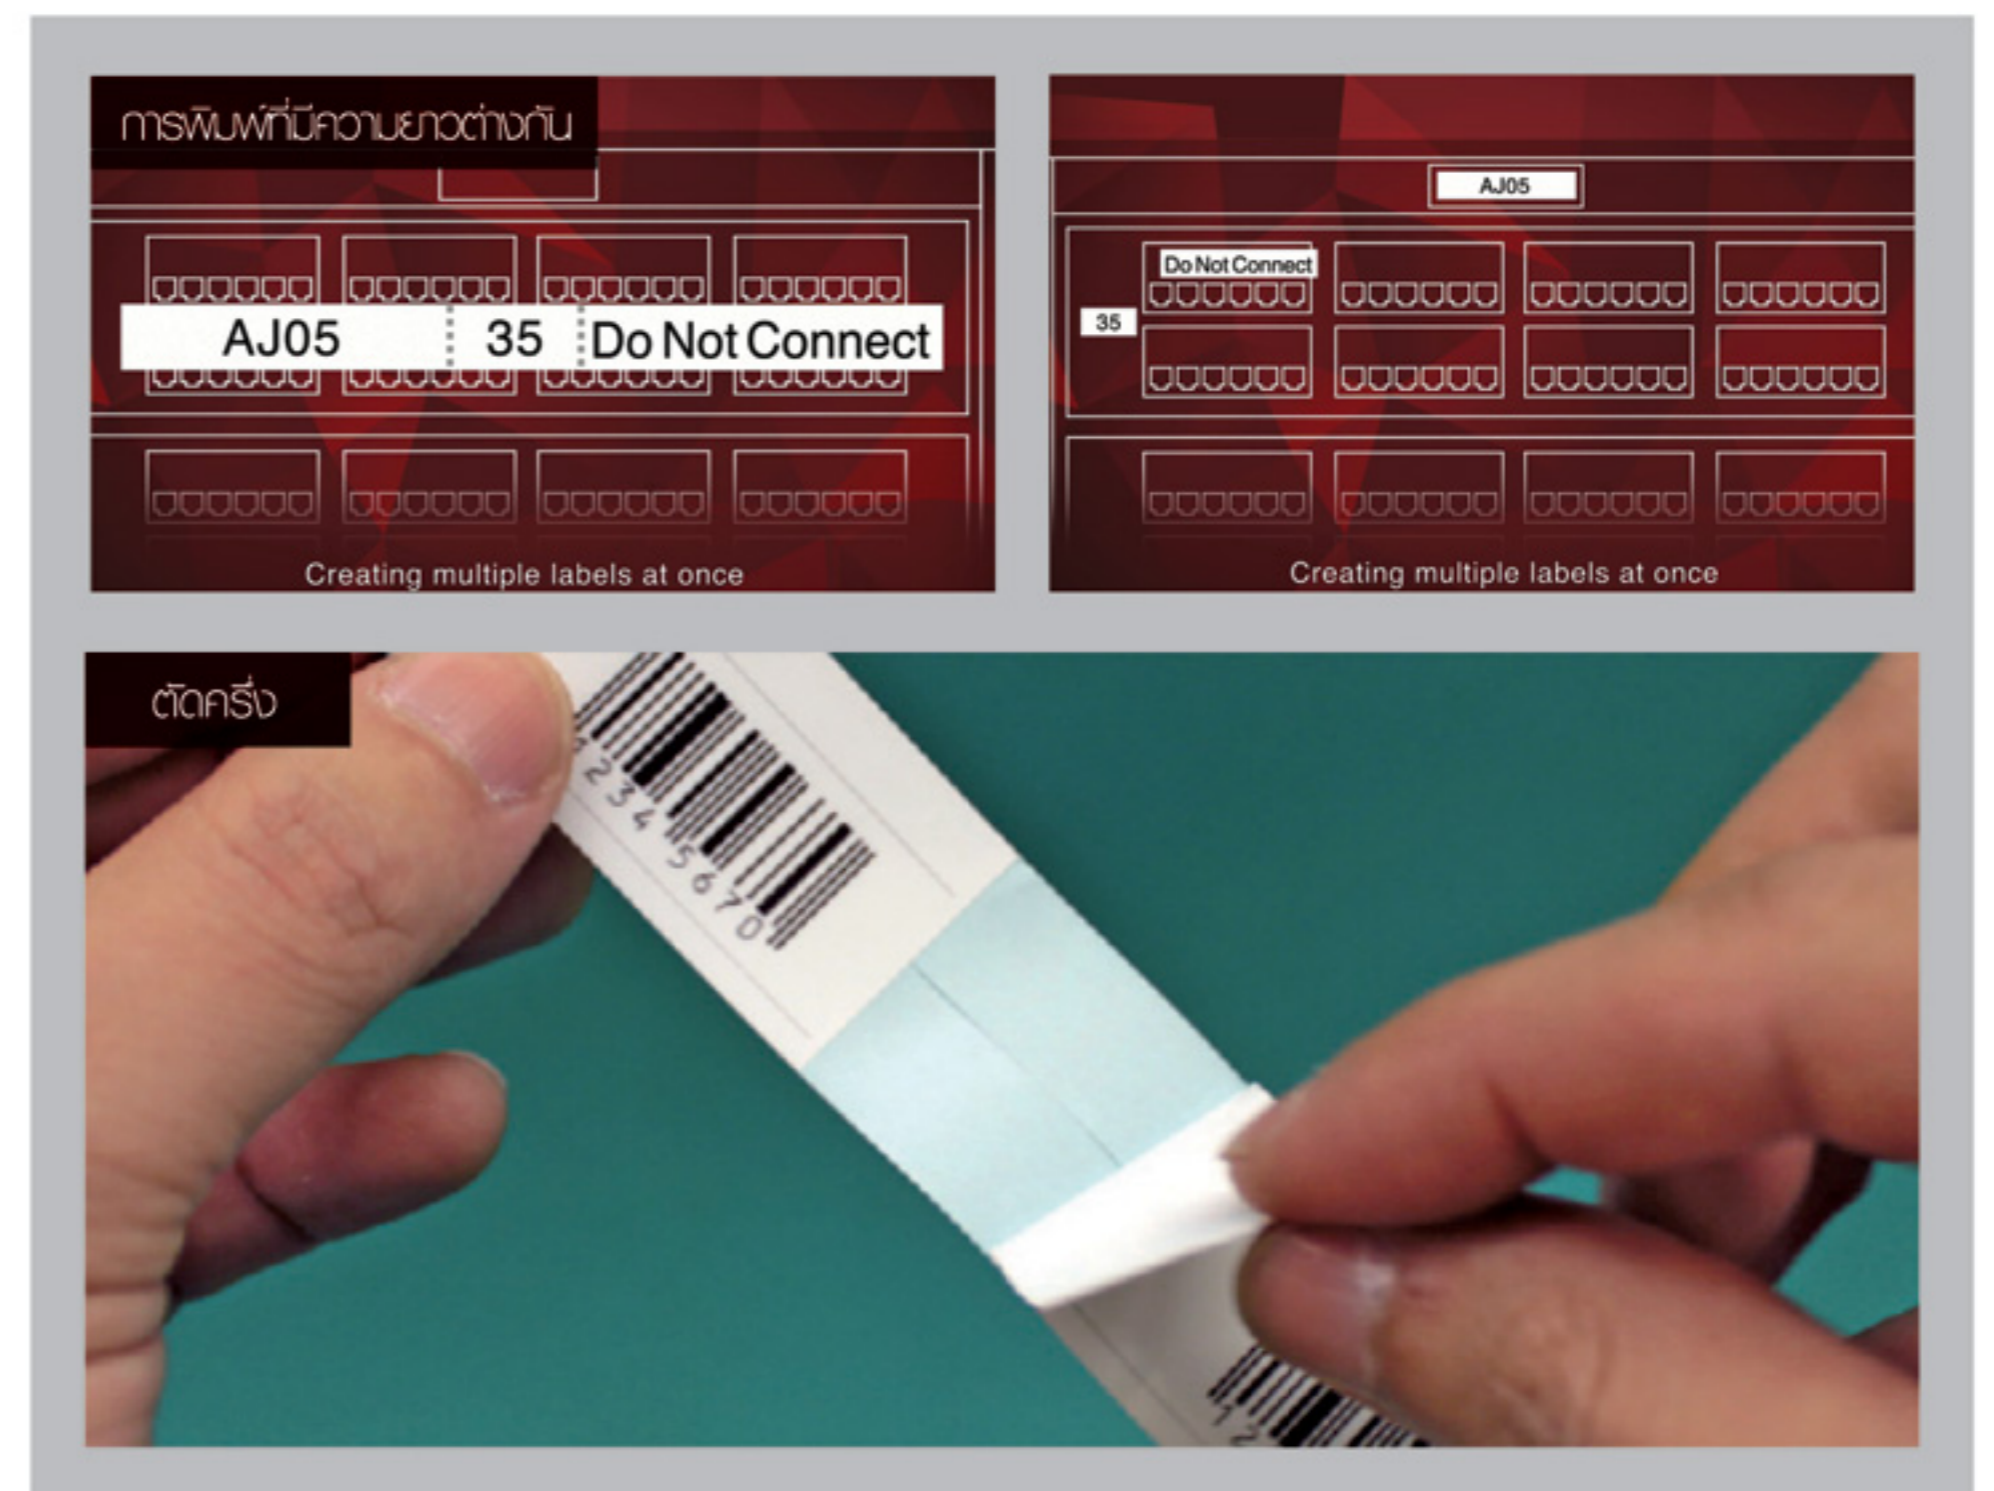 การพิมพ์ที่มีความยาวต่างกัน
AJ05 35 Do Not Connect
Creating multiple labels at once
AJ05
Do Not Connect
35
Creating multiple labels at once
ตัดครึ่ง
2345670
12